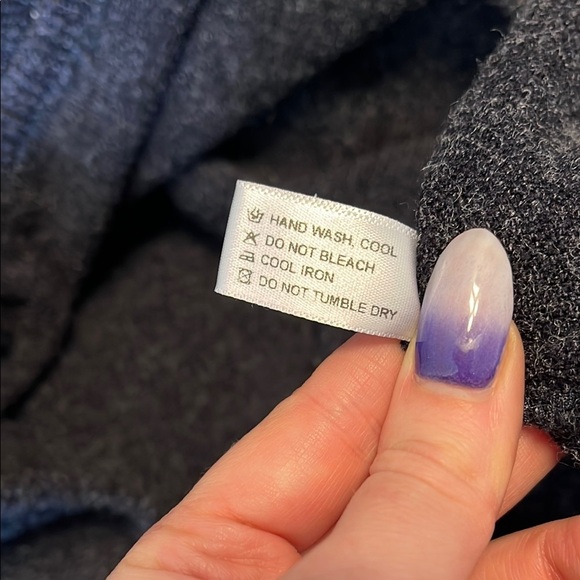 HAND WASH, COOL
DO NOT BLEACH
COOL IRON
DO NOT TUMBLE DRY